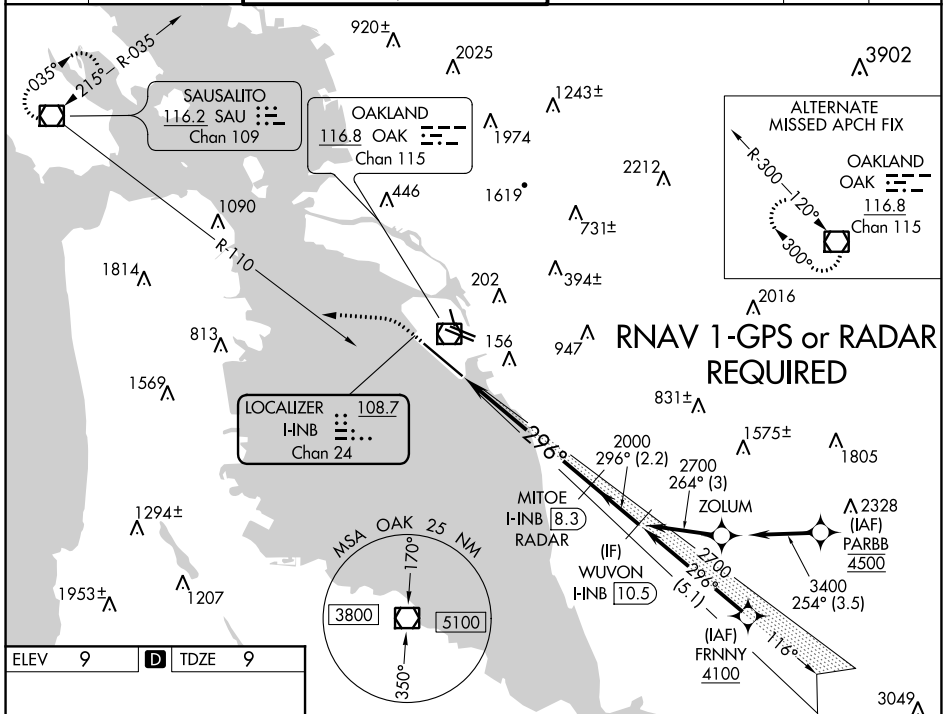 920±
2025
3902
035°
215°
R-035
SAUSALITO
116.2 SAU
Chan 109
OAKLAND
116.8 OAK
Chan 115
1243±
1974
ALTERNATE
MISSED APCH FIX
R-300
120°
300°
OAKLAND
OAK
116.8
Chan 115
2212
446
1619
1090
731±
R-110
1814
394±
202
2016
813
156
947
RNAV 1-GPS or RADAR
REQUIRED
1569
LOCALIZER 108.7
I-INB
Chan 24
831±
296°
2000
296° (2.2)
1575±
1805
2700
264° (3)
ZOLUM
MITOE
I-INB 8.3
RADAR
2328
(IAF)
PARBB
4500
1294±
MSA OAK 25 NM
170°
(IF)
WUVON
I-INB 10.5
2700
296°
(5.1)
3400
254° (3.5)
1953±
1207
3800
5100
350°
(IAF)
FRNNY
4100
116°
ELEV 9 D TDZE 9
3049